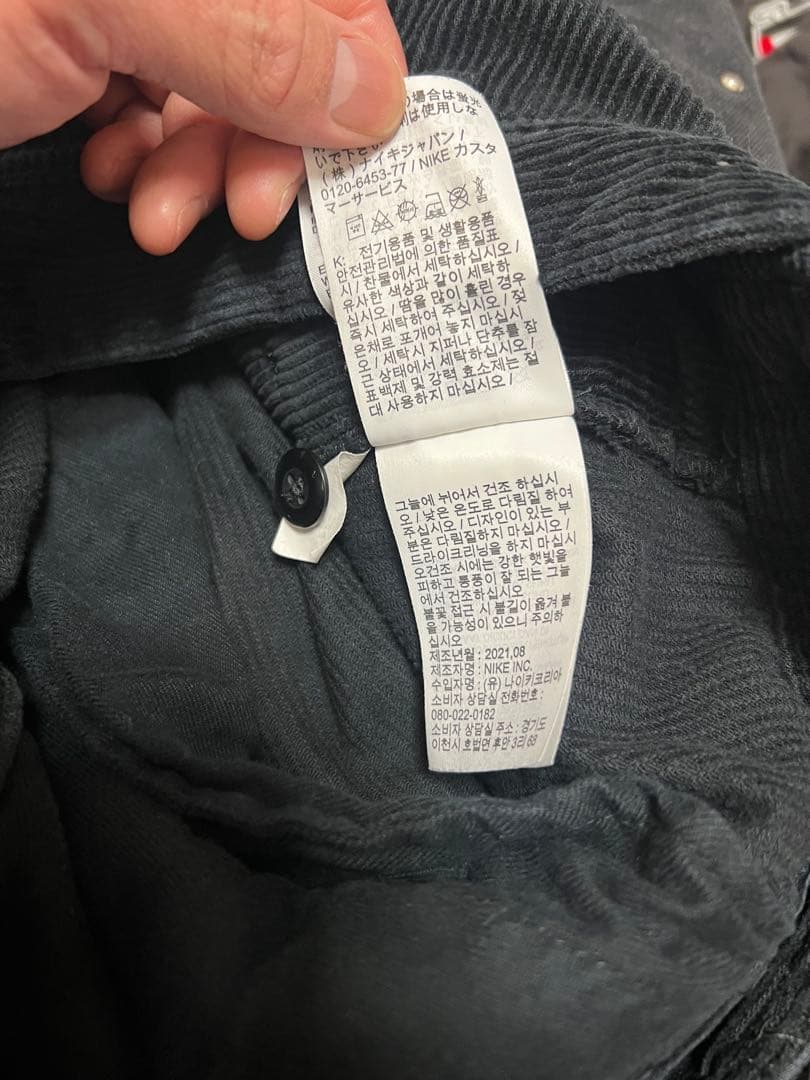 の場合は蛍光
剤は使用しな
いで下さい
(株)ナイキジャパン/
0120-6453-77/NIKE カスタ
マーサービス
K: 전기용품 및 생활용품
안전관리법에 의한 품질표
시/찬물에서 세탁하십시오/
유사한 색상과 같이 세탁하
십시오/땀을 많이 흘린 경우
즉시 세탁하여 주십시오/젖
은채로 포개어 놓지 마십시
오/세탁시 지퍼나 단추를 잠
근 상태에서 세탁하십시오/
표백제 및 강력 효소제는 절
대 사용하지 마십시오/
그늘에 뉘어서 건조 하십시
오/낮은 온도로 다림질 하여
주십시오/디자인이 있는 부
분은 다림질하지 마십시오/
드라이크리닝을 하지 마십시
오건조 시에는 강한 햇빛을
피하고 통풍이 잘 되는 그늘
에서 건조하십시오
불꽃 접근 시 불길이 옮겨 붙
을 가능성이 있으니 주의하
십시오
제조년월 : 2021,08
제조자명 : NIKE INC.
수입자명 : (유) 나이키코리아
소비자 상담실 전화번호 :
080-022-0182
소비자 상담실 주소 : 경기도
이천시 호법면 후안 3리 68